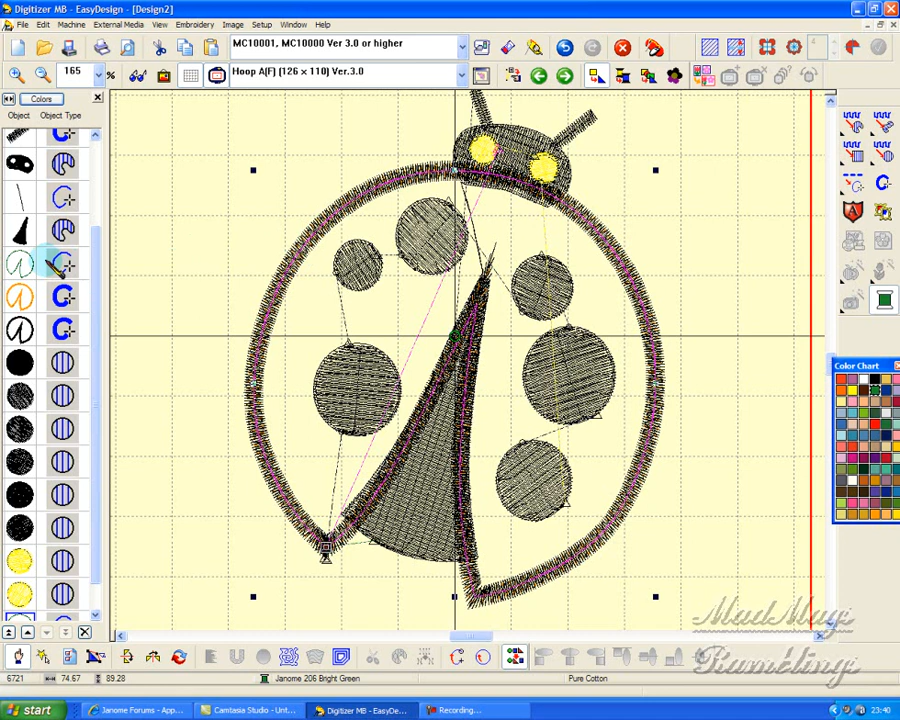 Digitizer MB - EasyDesign - [Design2]
File Edit Machine External Media View Embroidery Image Setup Window Help
MC10001, MC10000 Ver 3.0 or higher
165 % Hoop A(F) (126 x 110) Ver.3.0
Colors
Object Object Type
Color Chart
MadMags
Ramblings
6721 74.67 89.28 Janome 206 Bright Green Pure Cotton
start Janome Forums - App... Camtasia Studio - Unt... Digitizer MB - EasyDe... Recording... 23:40